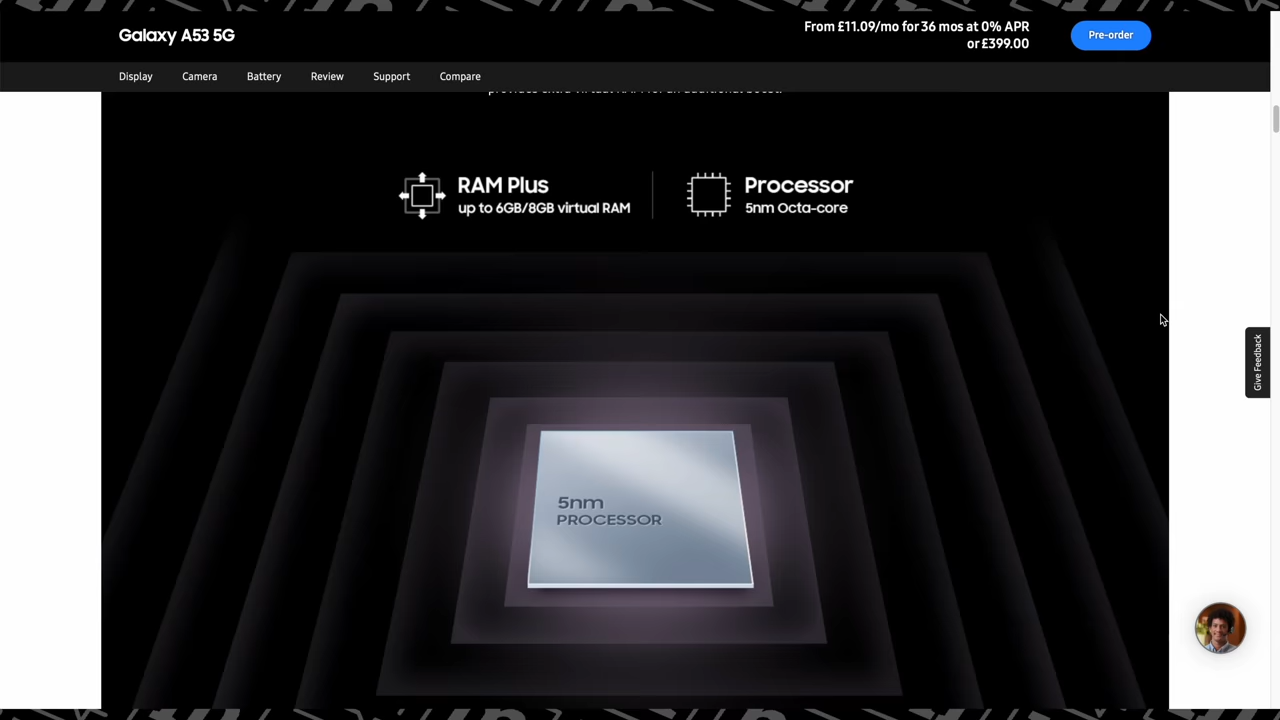 Galaxy A53 5G
From £11.09/mo for 36 mos at 0% APR
or £399.00
Pre-order
Display
Camera
Battery
Review
Support
Compare
RAM Plus
up to 6GB/8GB virtual RAM
Processor
5nm Octa-core
Give Feedback
5nm
PROCESSOR